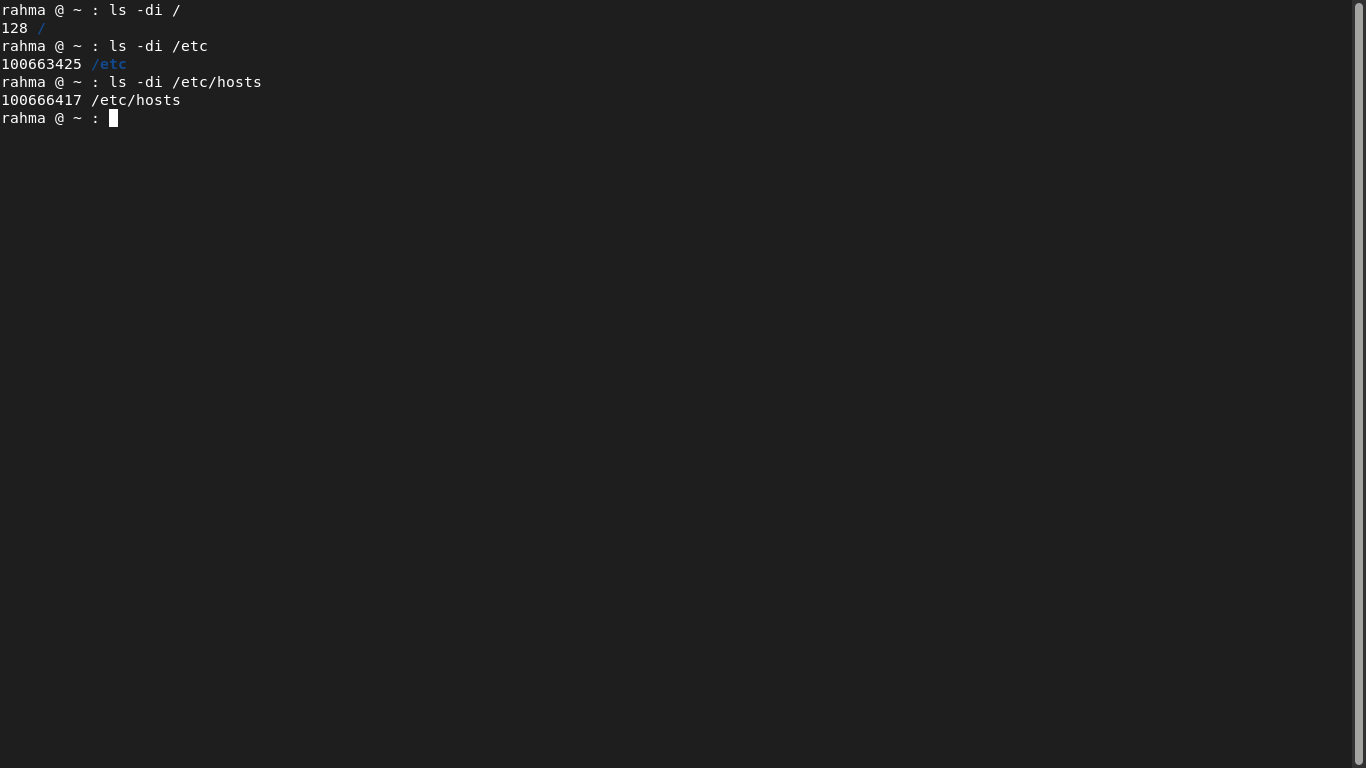 rahma @ ~ : ls -di /
128 /
rahma @ ~ : ls -di /etc
100663425 /etc
rahma @ ~ : ls -di /etc/hosts
100666417 /etc/hosts
rahma @ ~ :